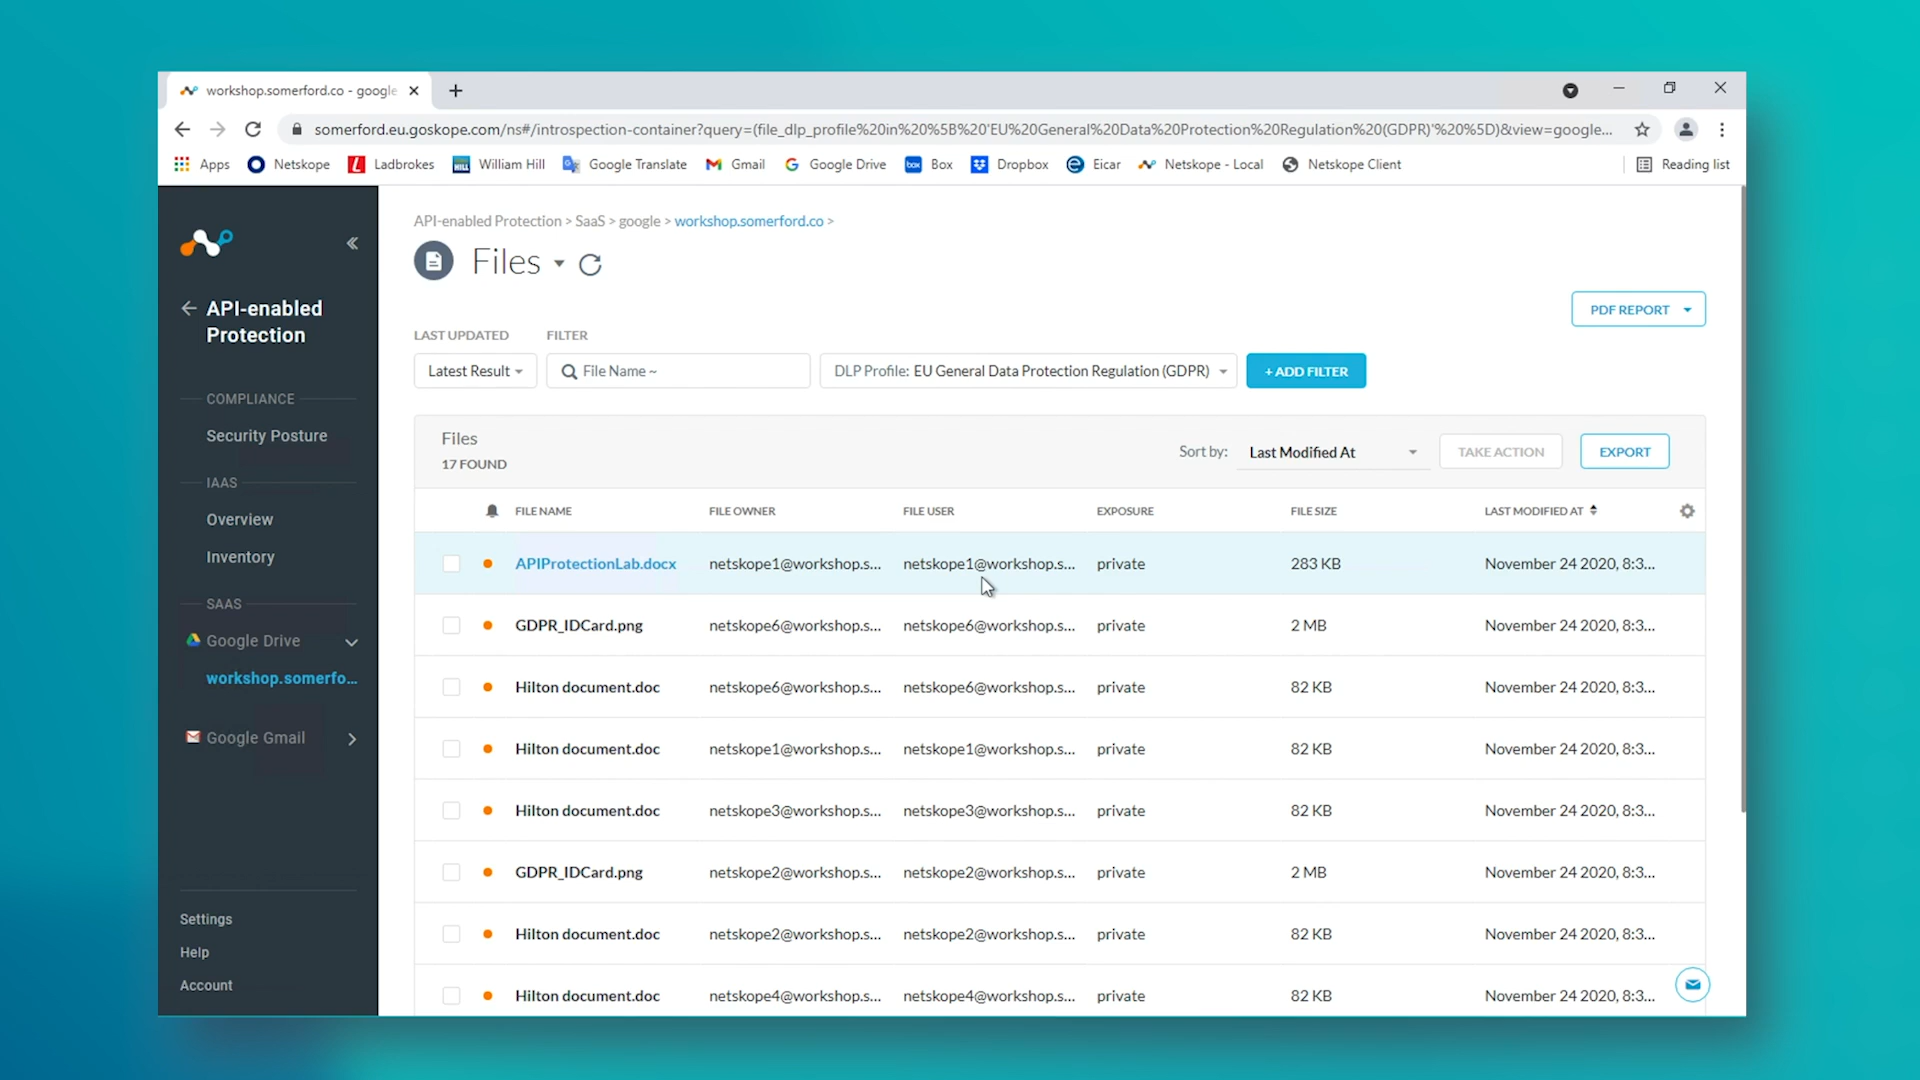 workshop.somerford.co - google
somerford.eu.goskope.com/ns#/introspection-container?query=(file_dlp_profile%20in%20%5B%20'EU%20General%20Data%20Protection%20Regulation%20(GDPR)'%20%5D)&view=google...
Apps Netskope Ladbrokes William Hill Google Translate Gmail Google Drive Box Dropbox Eicar Netskope - Local Netskope Client Reading list
API-enabled Protection > SaaS > google > workshop.somerford.co >
Files
API-enabled
Protection
PDF REPORT
LAST UPDATED FILTER
Latest Result File Name ~ DLP Profile: EU General Data Protection Regulation (GDPR) + ADD FILTER
COMPLIANCE
Security Posture
IAAS
Overview
Inventory
SAAS
Google Drive
workshop.somerfo...
Google Gmail
Settings
Help
Account
Files
17 FOUND
Sort by: Last Modified At TAKE ACTION EXPORT
FILE NAME FILE OWNER FILE USER EXPOSURE FILE SIZE LAST MODIFIED AT
APIProtectionLab.docx netskope1@workshop.s... netskope1@workshop.s... private 283 KB November 24 2020, 8:3...
GDPR_IDCard.png netskope6@workshop.s... netskope6@workshop.s... private 2 MB November 24 2020, 8:3...
Hilton document.doc netskope6@workshop.s... netskope6@workshop.s... private 82 KB November 24 2020, 8:3...
Hilton document.doc netskope1@workshop.s... netskope1@workshop.s... private 82 KB November 24 2020, 8:3...
Hilton document.doc netskope3@workshop.s... netskope3@workshop.s... private 82 KB November 24 2020, 8:3...
GDPR_IDCard.png netskope2@workshop.s... netskope2@workshop.s... private 2 MB November 24 2020, 8:3...
Hilton document.doc netskope2@workshop.s... netskope2@workshop.s... private 82 KB November 24 2020, 8:3...
Hilton document.doc netskope4@workshop.s... netskope4@workshop.s... private 82 KB November 24 2020, 8:3...